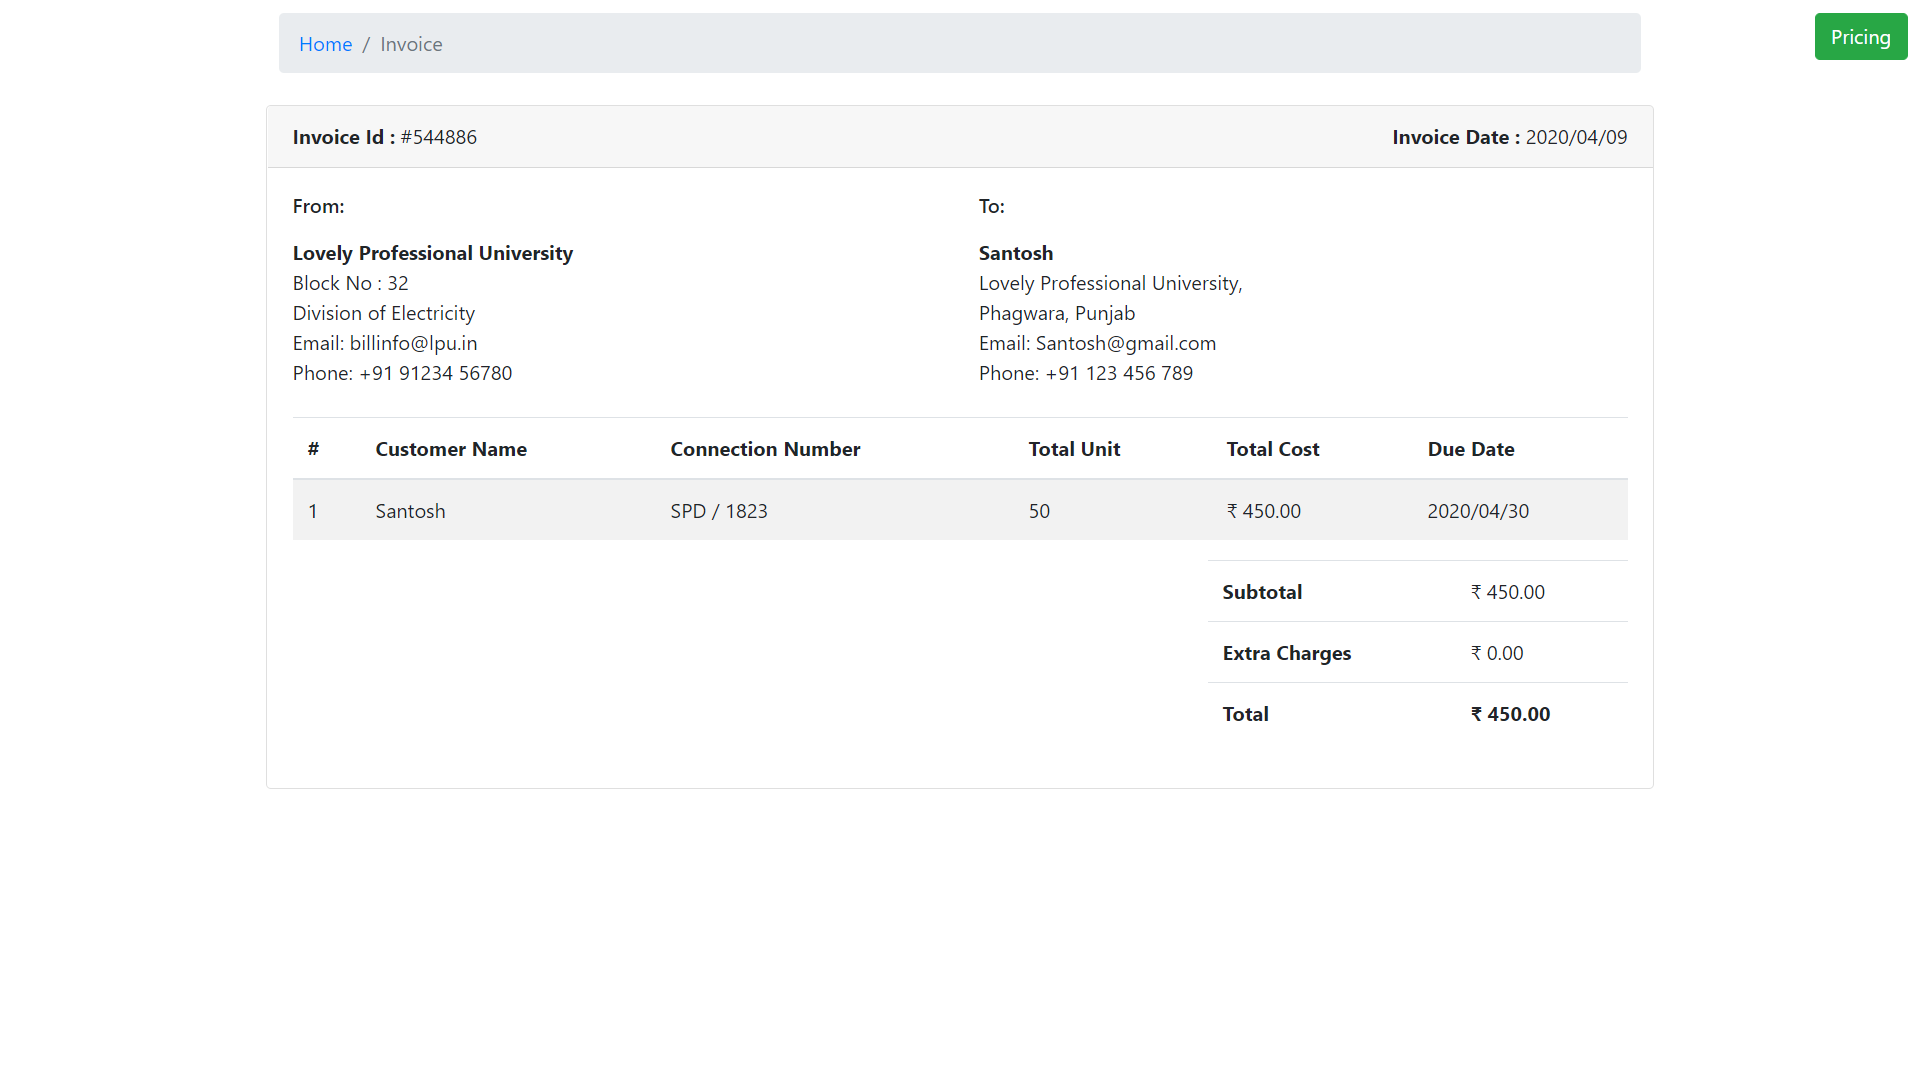 Home / Invoice
Pricing
Invoice Id : #544886
Invoice Date : 2020/04/09
From:
Lovely Professional University
Block No : 32
Division of Electricity
Email: billinfo@lpu.in
Phone: +91 91234 56780
To:
Santosh
Lovely Professional University,
Phagwara, Punjab
Email: Santosh@gmail.com
Phone: +91 123 456 789
# Customer Name Connection Number Total Unit Total Cost Due Date
1 Santosh SPD / 1823 50 ₹ 450.00 2020/04/30
Subtotal ₹ 450.00
Extra Charges ₹ 0.00
Total ₹ 450.00